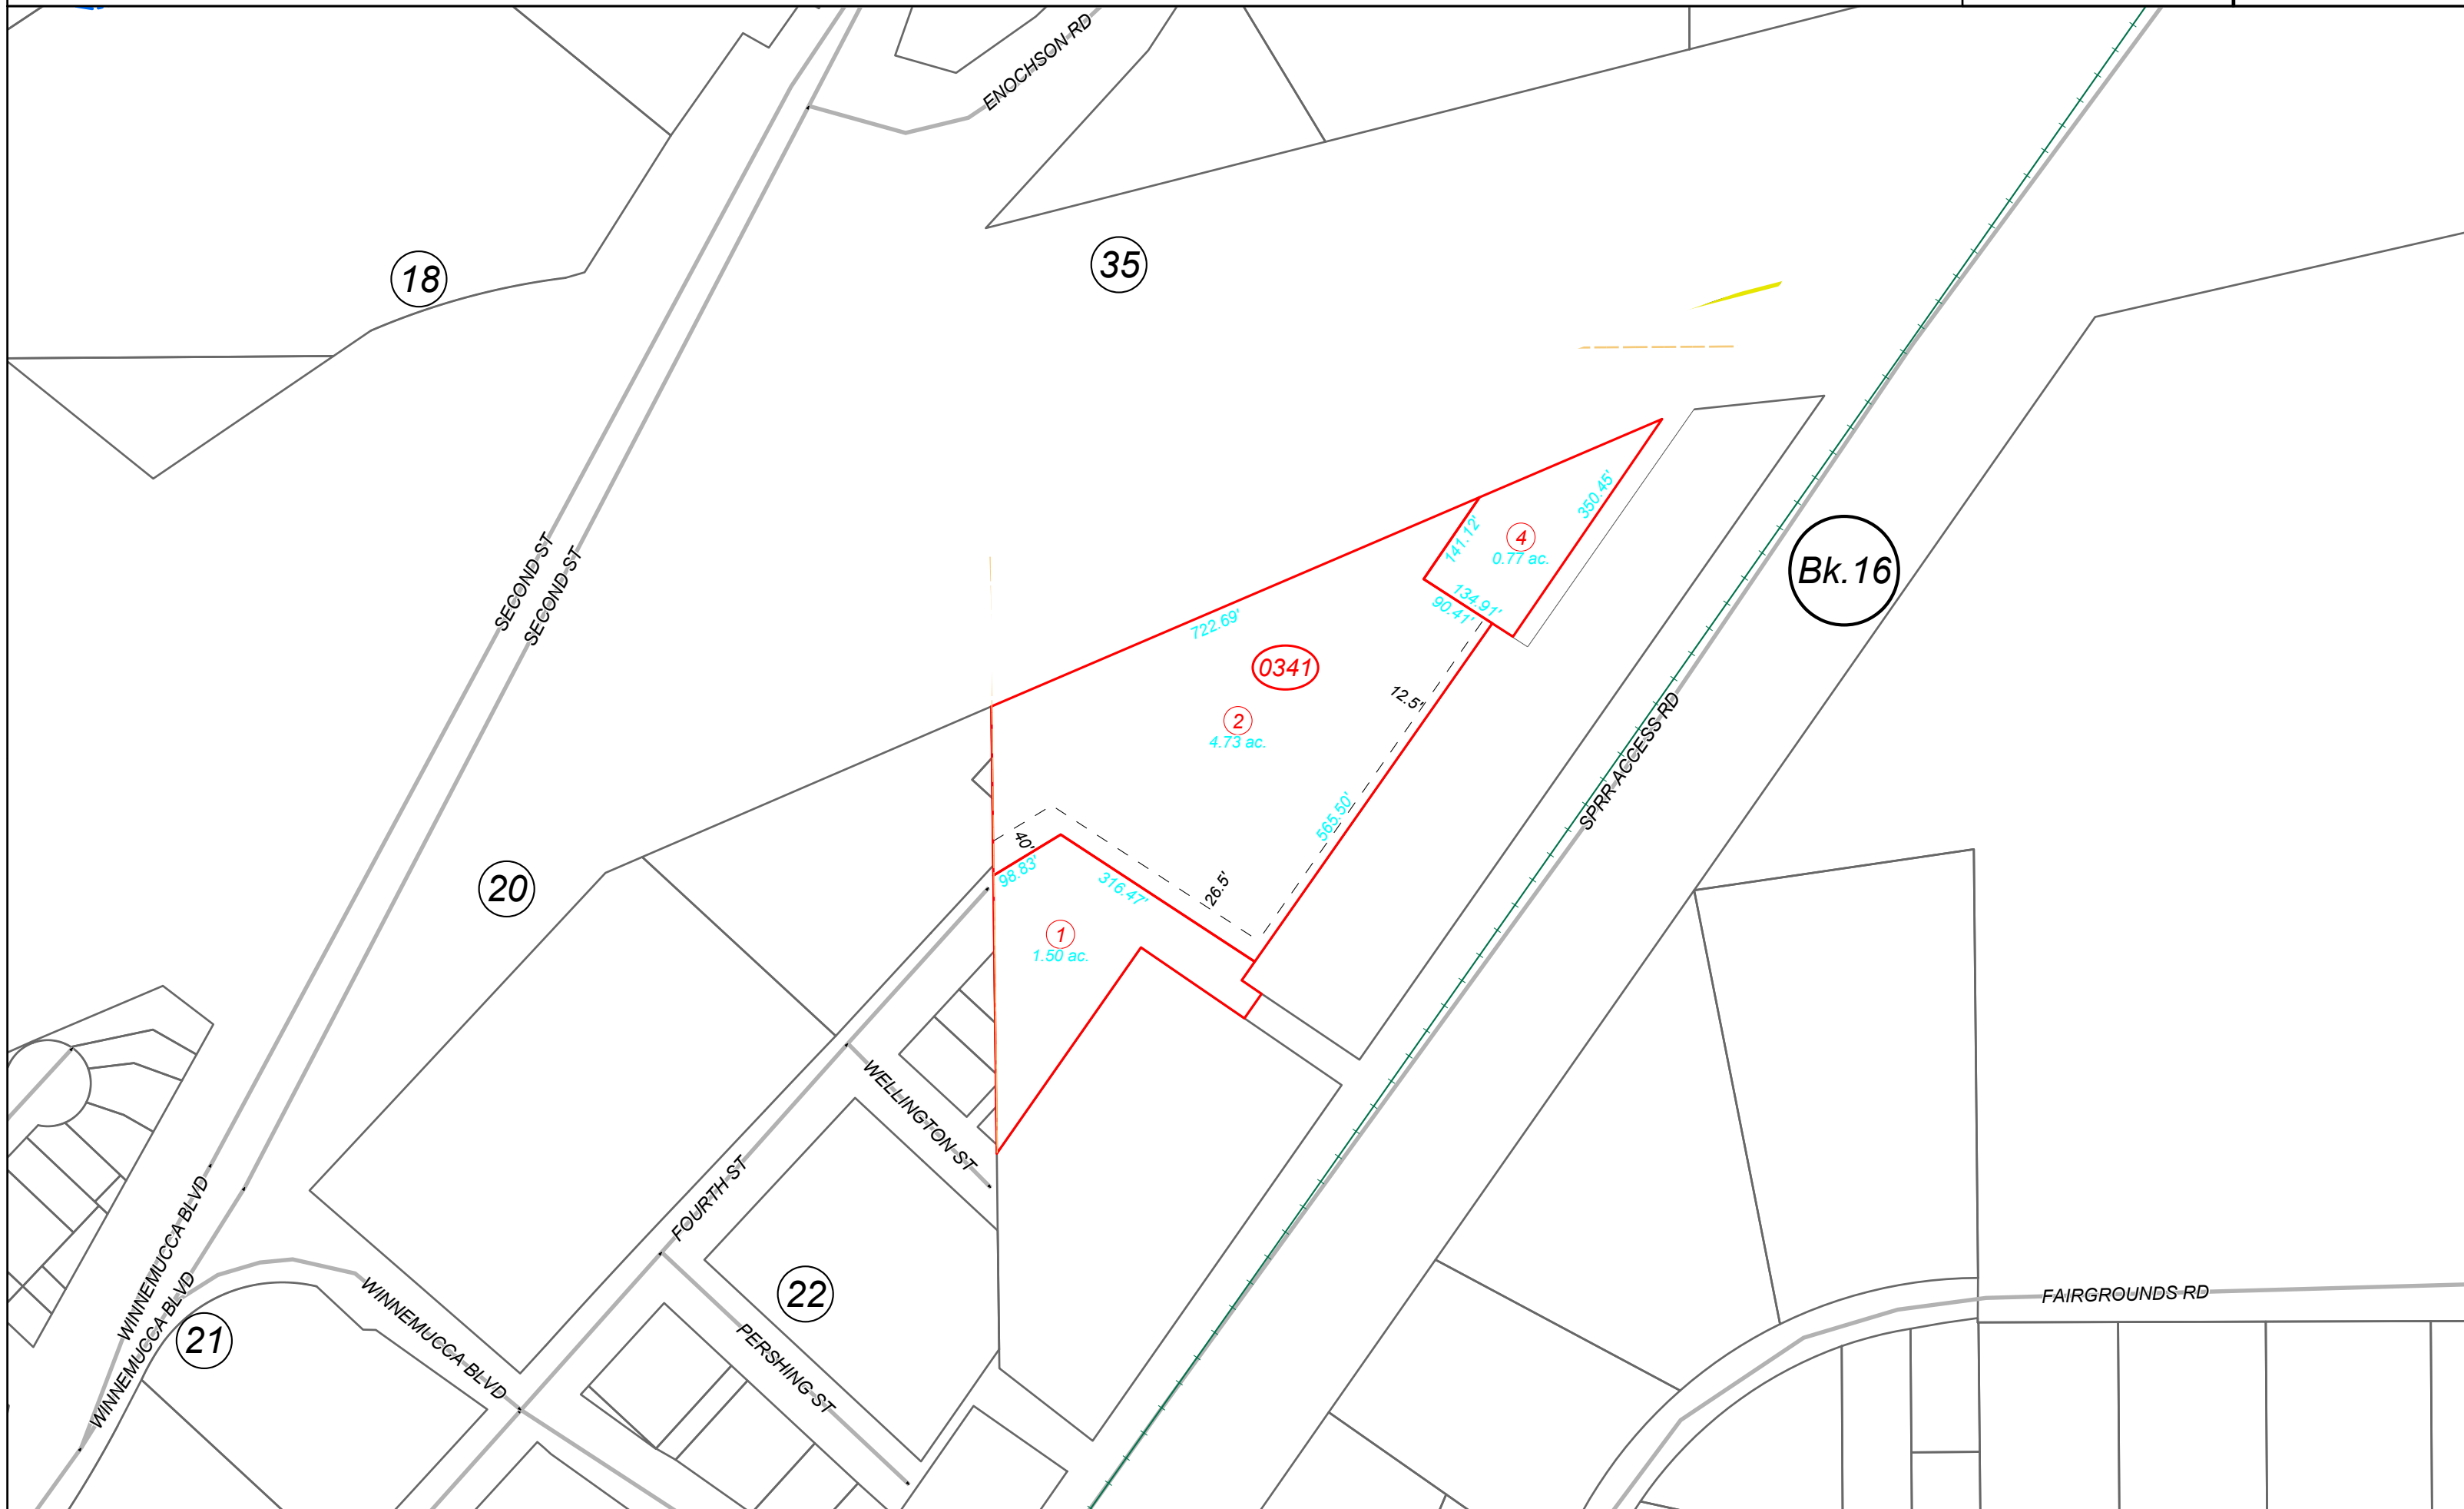 ENOCHSON RD
18
35
SECOND ST
SECOND ST
350.45'
141.12'
4
0.77 ac.
134.91'
90.41'
Bk.16
722.69'
0341
12.5'
2
4.73 ac.
SPRR ACCESS RD
565.50'
40'
98.83'
316.47'
26.5'
20
1
1.50 ac.
WELLINGTON ST
FOURTH ST
WINNEMUCCA BLVD
WINNEMUCCA BLVD
WINNEMUCCA BLVD
22
21
PERSHING ST
FAIRGROUNDS RD